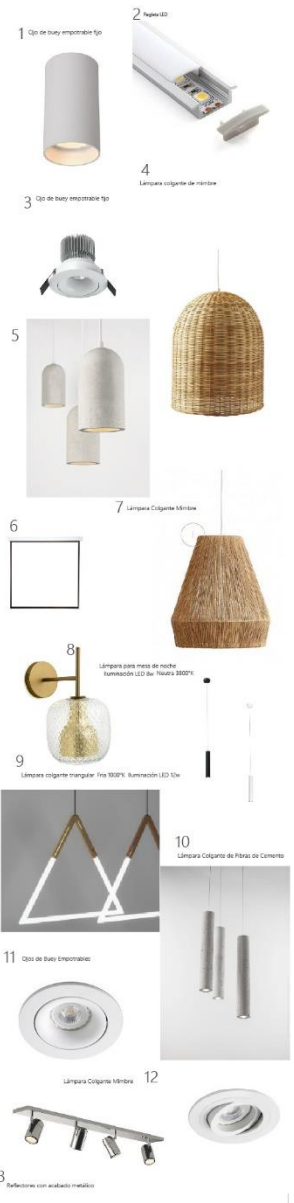 1 Ojo de buey empotrable fijo
2 Regleta LED
3 Ojo de buey empotrable fijo
4
Lámpara colgante de mimbre
5
6
7 Lámpara Colgante Mimbre
8
Lámpara para mesa de noche
Iluminación LED 8w Neutra 3800°K
9
Lámpara colgante triangular Fría 1000°K Iluminación LED 12w
10
Lámpara Colgante de Fibras de Cemento
11 Ojos de Buey Empotrables
12
Lámpara Colgante Mimbre
3
Reflectores con acabado metálico